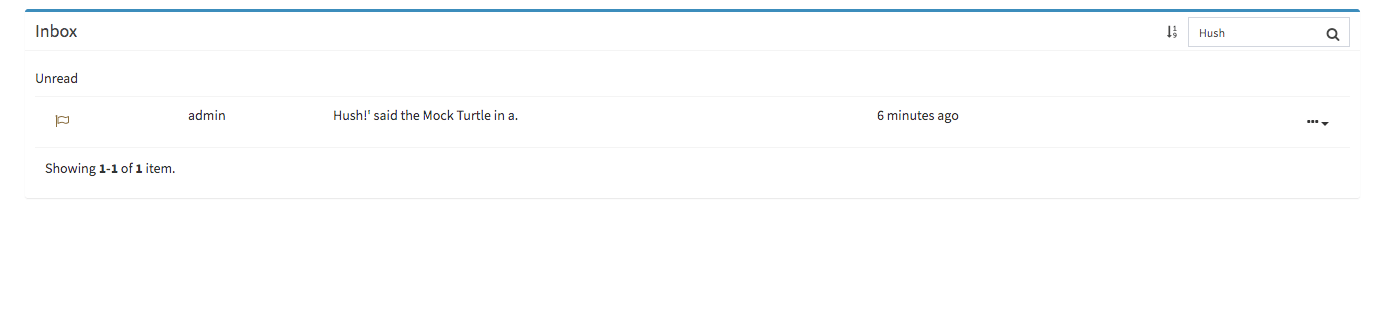 Inbox
Hush
Unread
admin Hush!' said the Mock Turtle in a. 6 minutes ago
Showing 1-1 of 1 item.